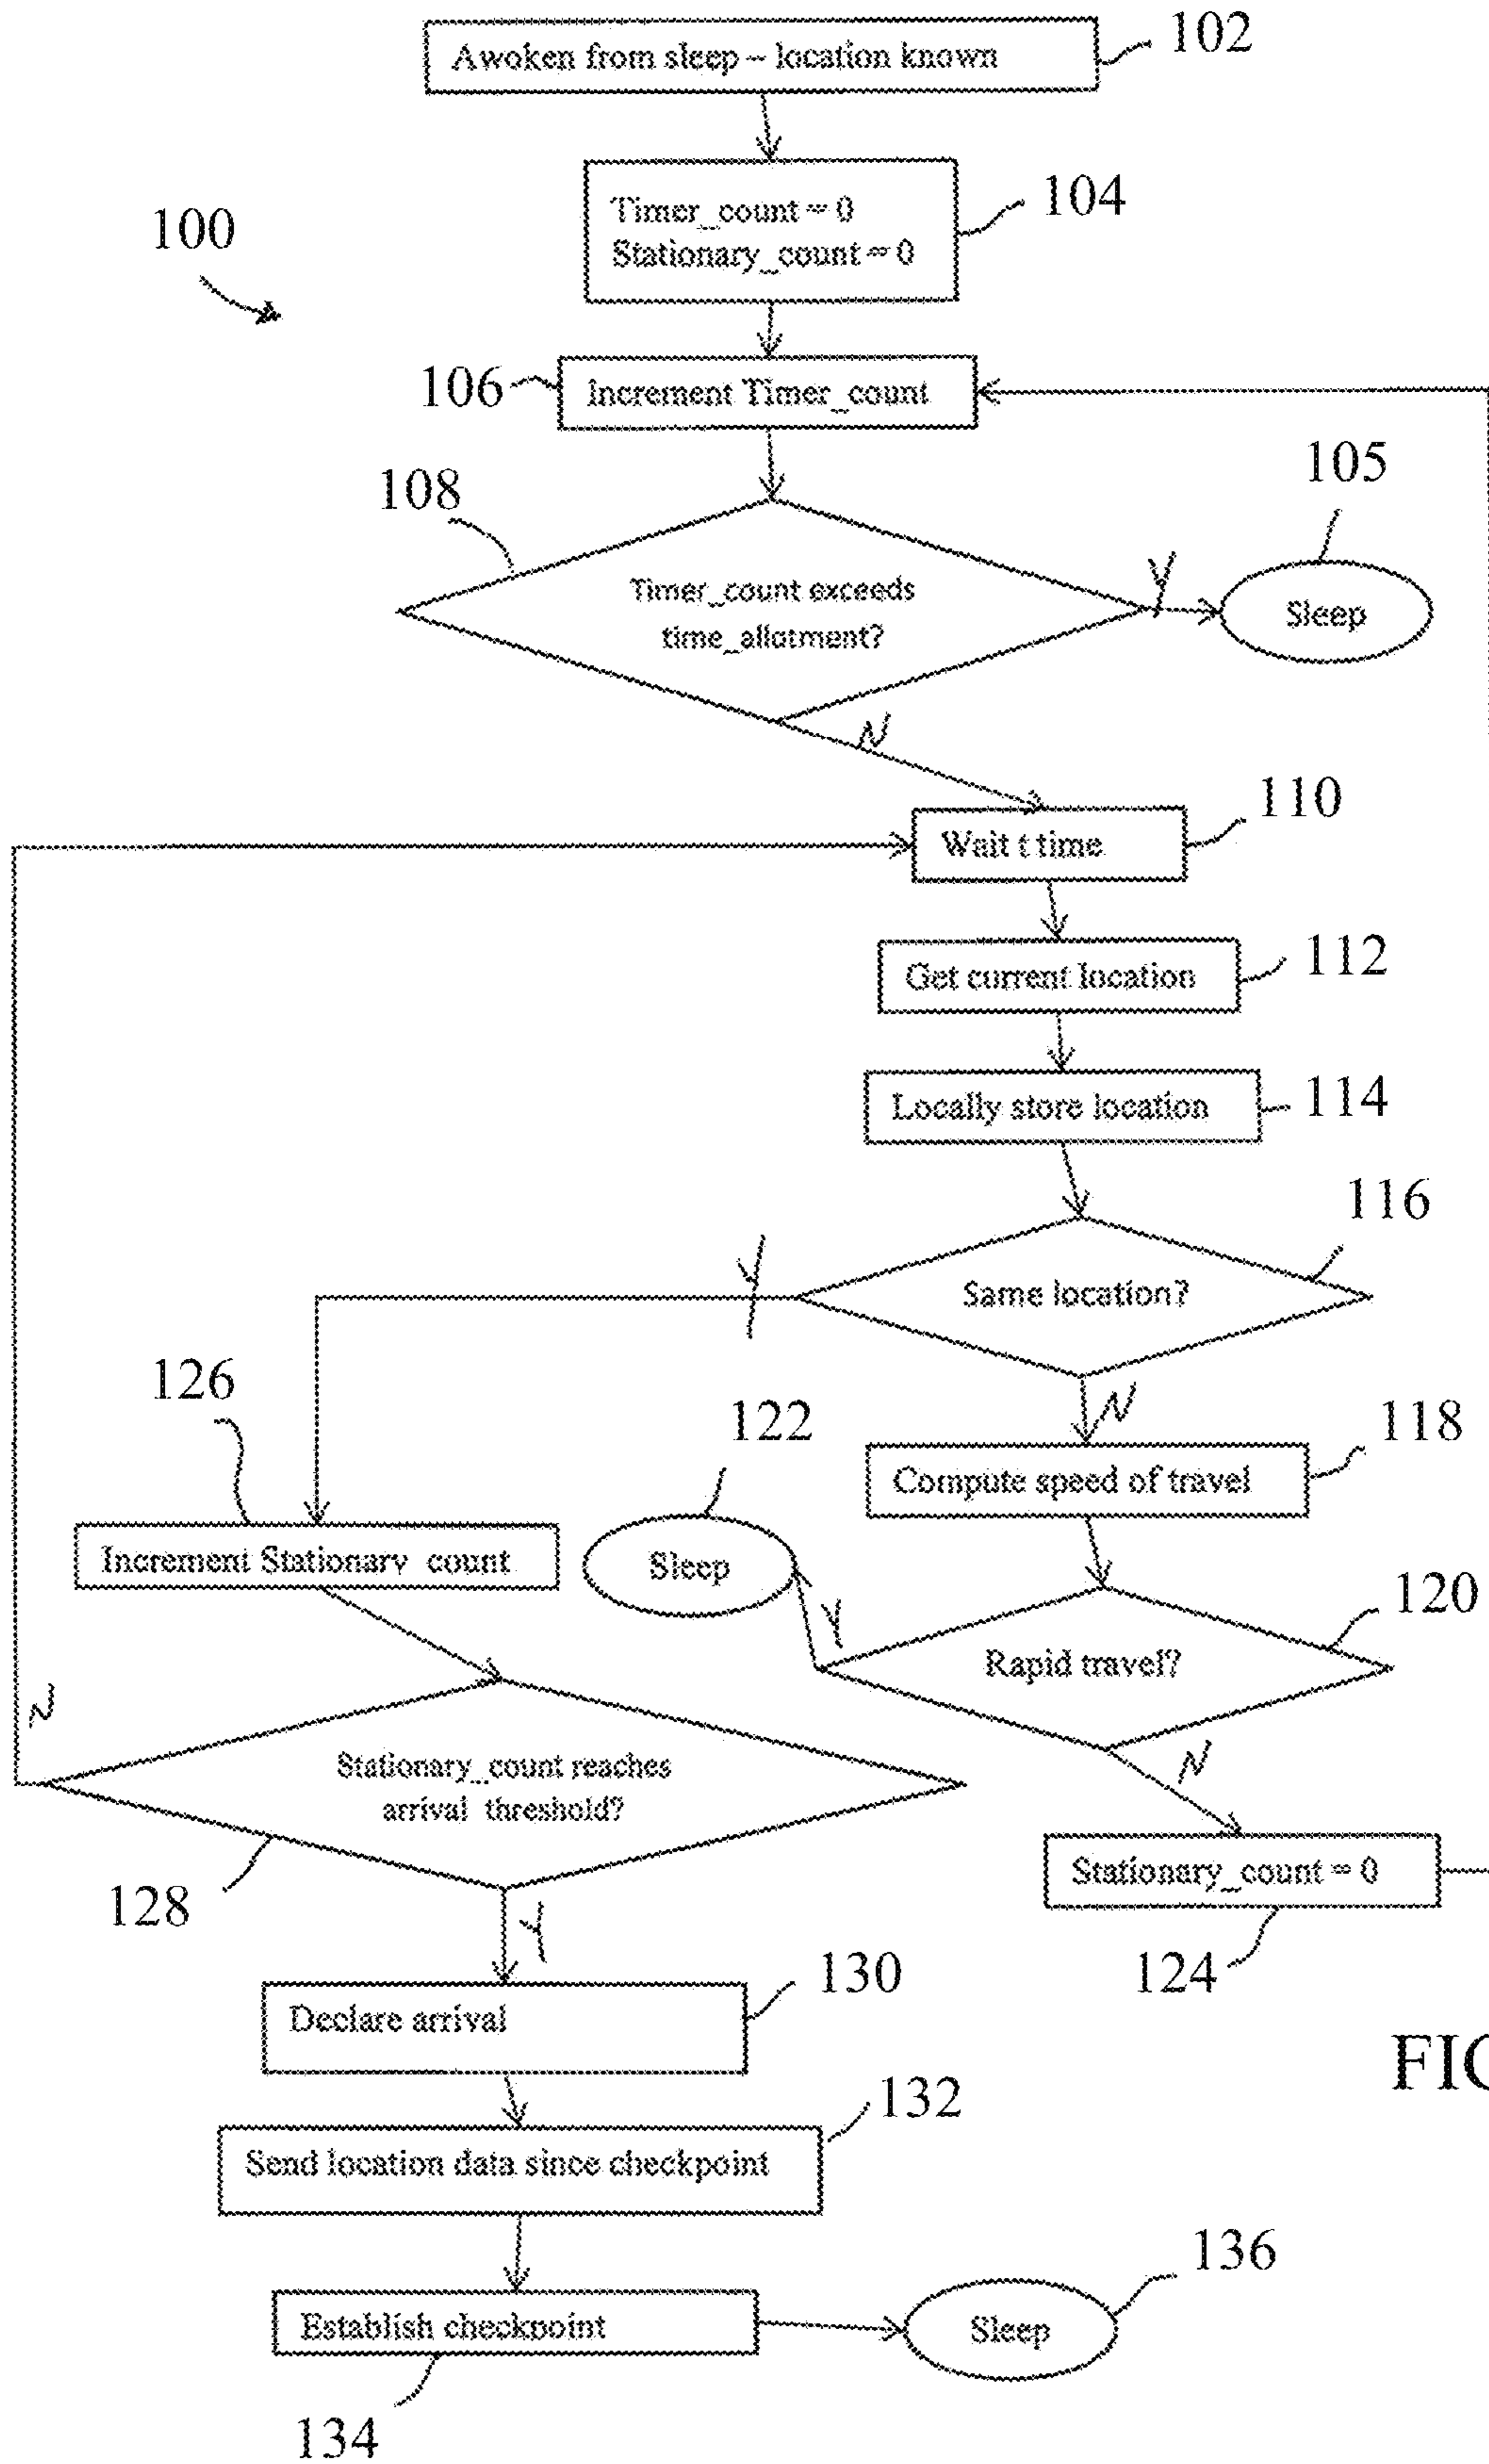 Awoken from sleep – location known
102
Timer_count = 0
Stationary_count = 0
104
100
106
Increment Timer_count
108
105
Timer_count exceeds
time_allotment?
Y
Sleep
N
110
Wait t time
112
Get current location
Locally store location
114
116
Same location?
Y
N
126
122
118
Compute speed of travel
Increment Stationary_count
Sleep
Y
120
Rapid travel?
N
N
Stationary_count reaches
arrival_threshold?
Stationary_count = 0
128
Y
124
130
Declare arrival
FIG
132
Send location data since checkpoint
136
Establish checkpoint
Sleep
134